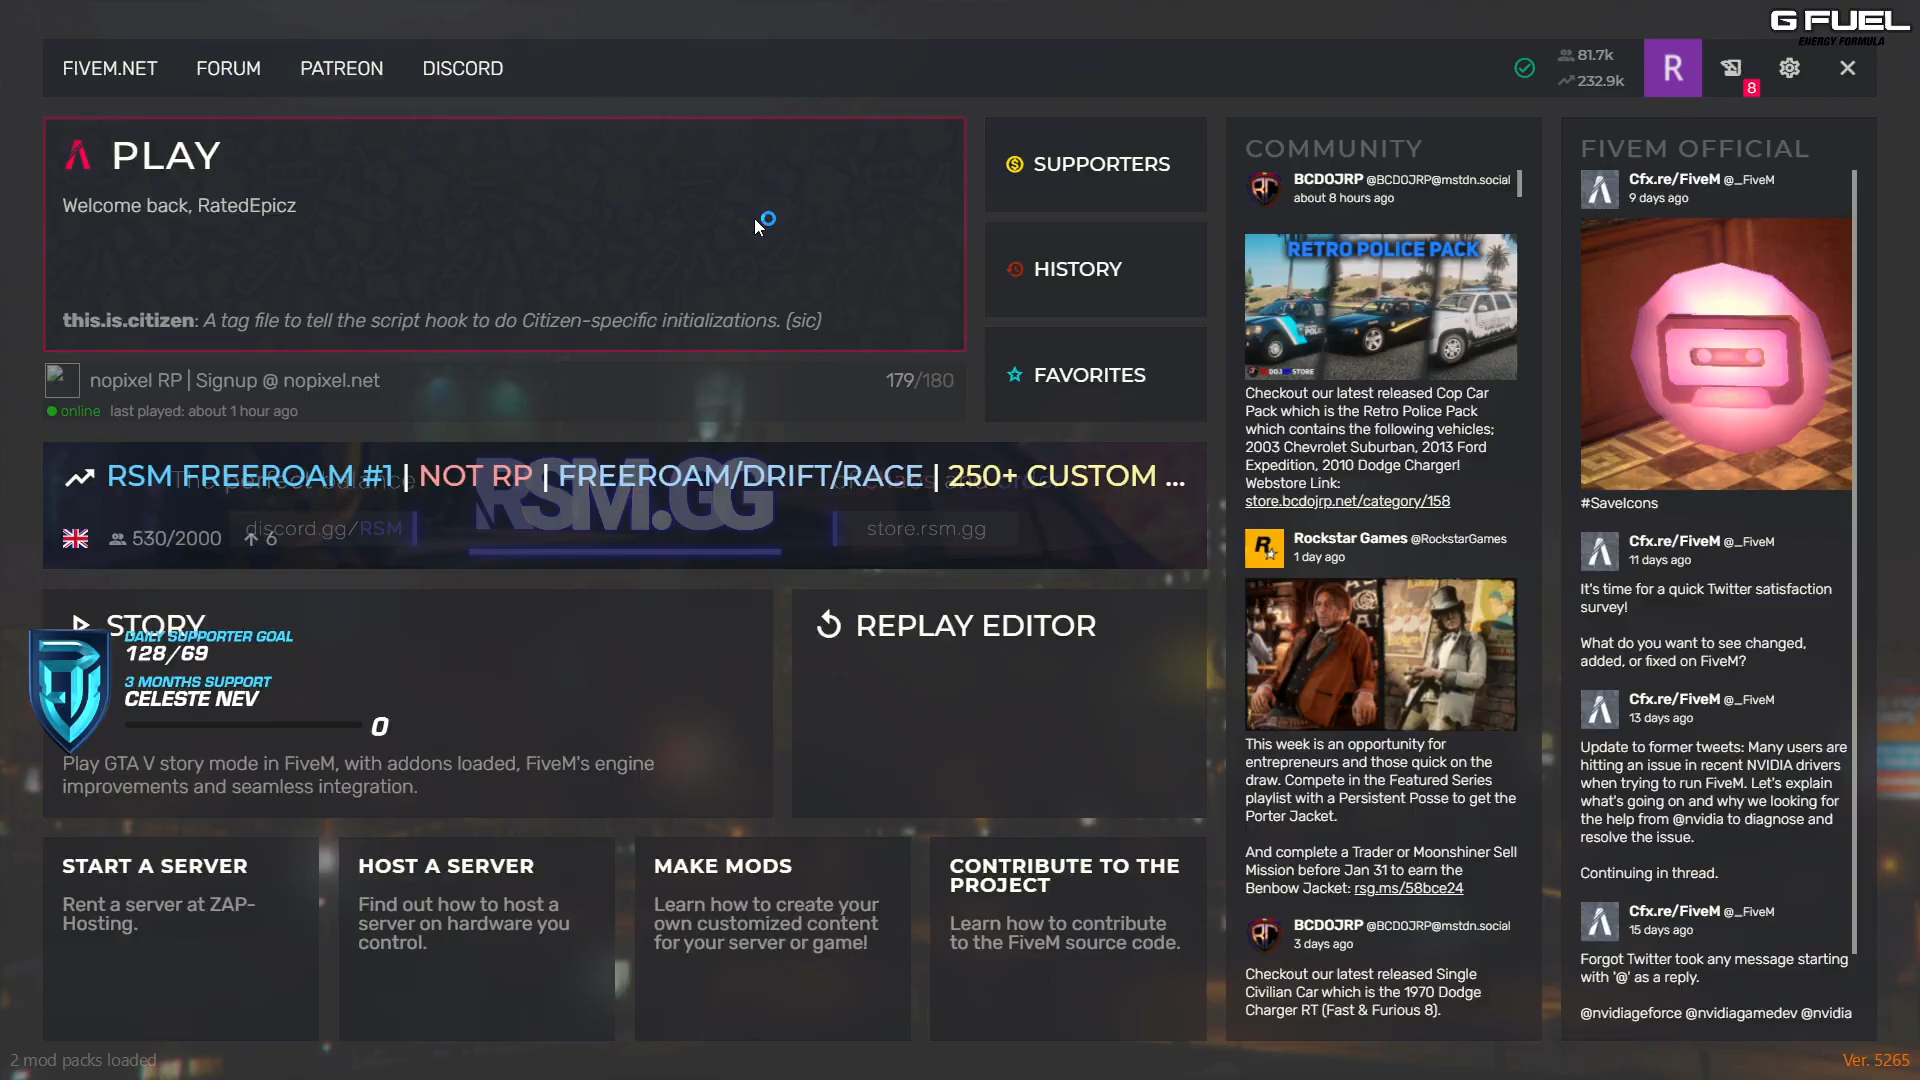 G FUEL
ENERGY FORMULA
FIVEM.NET
FORUM
PATREON
DISCORD
81.7k
232.9k
R
8
PLAY
Welcome back, RatedEpicz
this.is.citizen: A tag file to tell the script hook to do Citizen-specific initializations. (sic)
nopixel RP | Signup @ nopixel.net
179/180
online
last played: about 1 hour ago
SUPPORTERS
HISTORY
FAVORITES
RSM FREEROAM #1 | NOT RP | FREEROAM/DRIFT/RACE | 250+ CUSTOM ...
The perfect balance
RSM.GG
discord.gg/RSM
store.rsm.gg
530/2000
6
STORY
DAILY SUPPORTER GOAL
128/69
3 MONTHS SUPPORT
CELESTE NEV
0
Play GTA V story mode in FiveM, with addons loaded, FiveM's engine
improvements and seamless integration.
REPLAY EDITOR
START A SERVER
Rent a server at ZAP-
Hosting.
HOST A SERVER
Find out how to host a
server on hardware you
control.
MAKE MODS
Learn how to create your
own customized content
for your server or game!
CONTRIBUTE TO THE
PROJECT
Learn how to contribute
to the FiveM source code.
COMMUNITY
BCDOJRP @BCDOJRP@mstdn.social
about 8 hours ago
RETRO POLICE PACK
Checkout our latest released Cop Car
Pack which is the Retro Police Pack
which contains the following vehicles;
2003 Chevrolet Suburban, 2013 Ford
Expedition, 2010 Dodge Charger!
Webstore Link:
store.bcdojrp.net/category/158
Rockstar Games @RockstarGames
1 day ago
This week is an opportunity for
entrepreneurs and those quick on the
draw. Compete in the Featured Series
playlist with a Persistent Posse to get the
Porter Jacket.
And complete a Trader or Moonshiner Sell
Mission before Jan 31 to earn the
Benbow Jacket: rsg.ms/58bce24
BCDOJRP @BCDOJRP@mstdn.social
3 days ago
Checkout our latest released Single
Civilian Car which is the 1970 Dodge
Charger RT (Fast & Furious 8).
FIVEM OFFICIAL
Cfx.re/FiveM @_FiveM
9 days ago
#SaveIcons
Cfx.re/FiveM @_FiveM
11 days ago
It's time for a quick Twitter satisfaction
survey!
What do you want to see changed,
added, or fixed on FiveM?
Cfx.re/FiveM @_FiveM
13 days ago
Update to former tweets: Many users are
hitting an issue in recent NVIDIA drivers
when trying to run FiveM. Let's explain
what's going on and why we looking for
the help from @nvidia to diagnose and
resolve the issue.
Continuing in thread.
Cfx.re/FiveM @_FiveM
15 days ago
Forgot Twitter took any message starting
with '@' as a reply.
@nvidiageforce @nvidiagamedev @nvidia
2 mod packs loaded
Ver. 5265